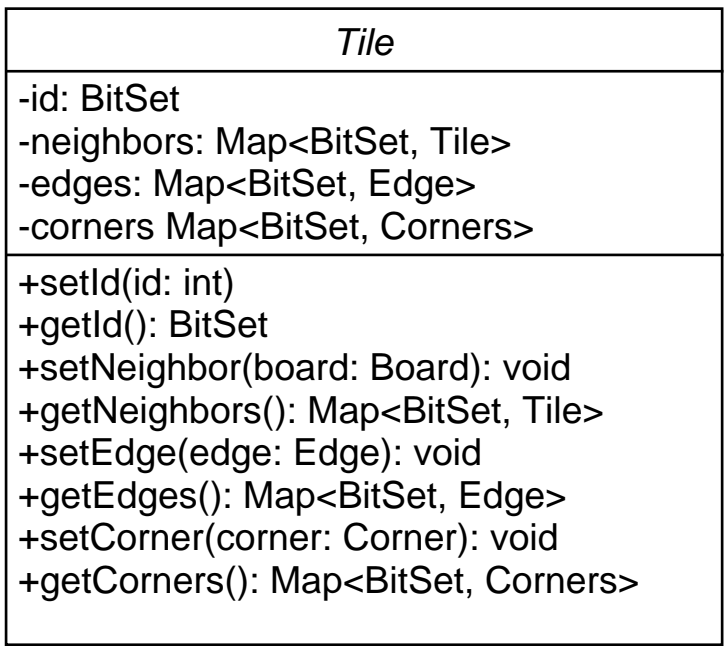 Tile
-id: BitSet
-neighbors: Map<BitSet, Tile>
-edges: Map<BitSet, Edge>
-corners Map<BitSet, Corners>
+setId(id: int)
+getId(): BitSet
+setNeighbor(board: Board): void
+getNeighbors(): Map<BitSet, Tile>
+setEdge(edge: Edge): void
+getEdges(): Map<BitSet, Edge>
+setCorner(corner: Corner): void
+getCorners(): Map<BitSet, Corners>